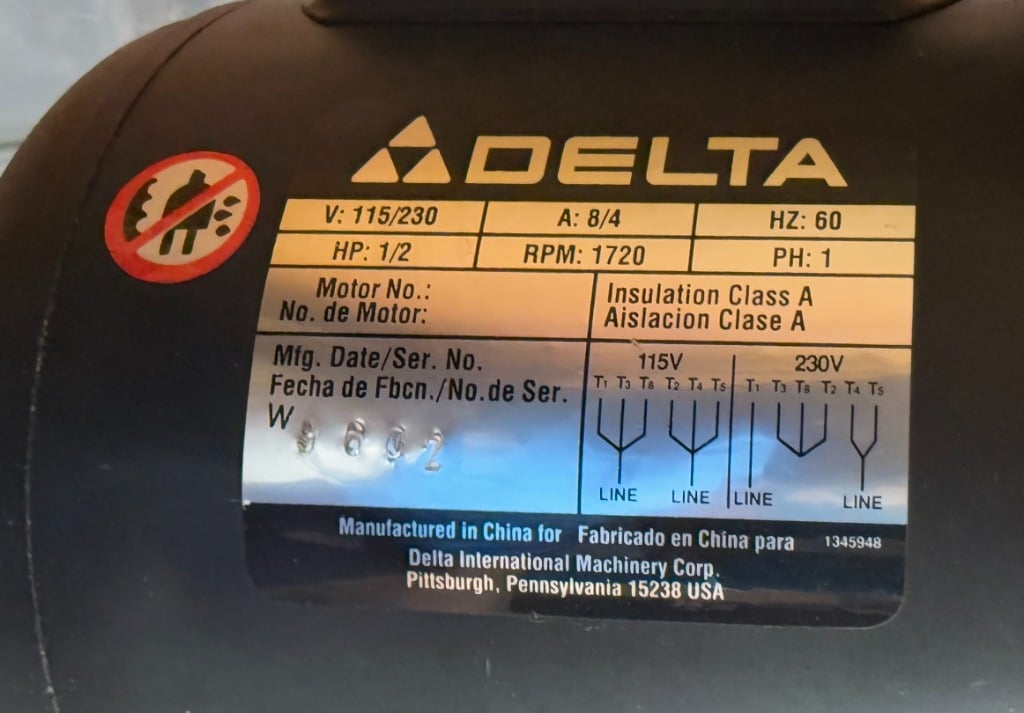 DELTA
V: 115/230 A: 8/4 HZ: 60
HP: 1/2 RPM: 1720 PH: 1
Motor No.:
No. de Motor:
Insulation Class A
Aislacion Clase A
Mfg. Date/Ser. No.
Fecha de Fbcn./No. de Ser.
W
115V 230V
T1 T3 T8 T2 T4 T5 T1 T3 T8 T2 T4 T5
LINE LINE LINE LINE
Manufactured in China for Fabricado en China para 1345948
Delta International Machinery Corp.
Pittsburgh, Pennsylvania 15238 USA